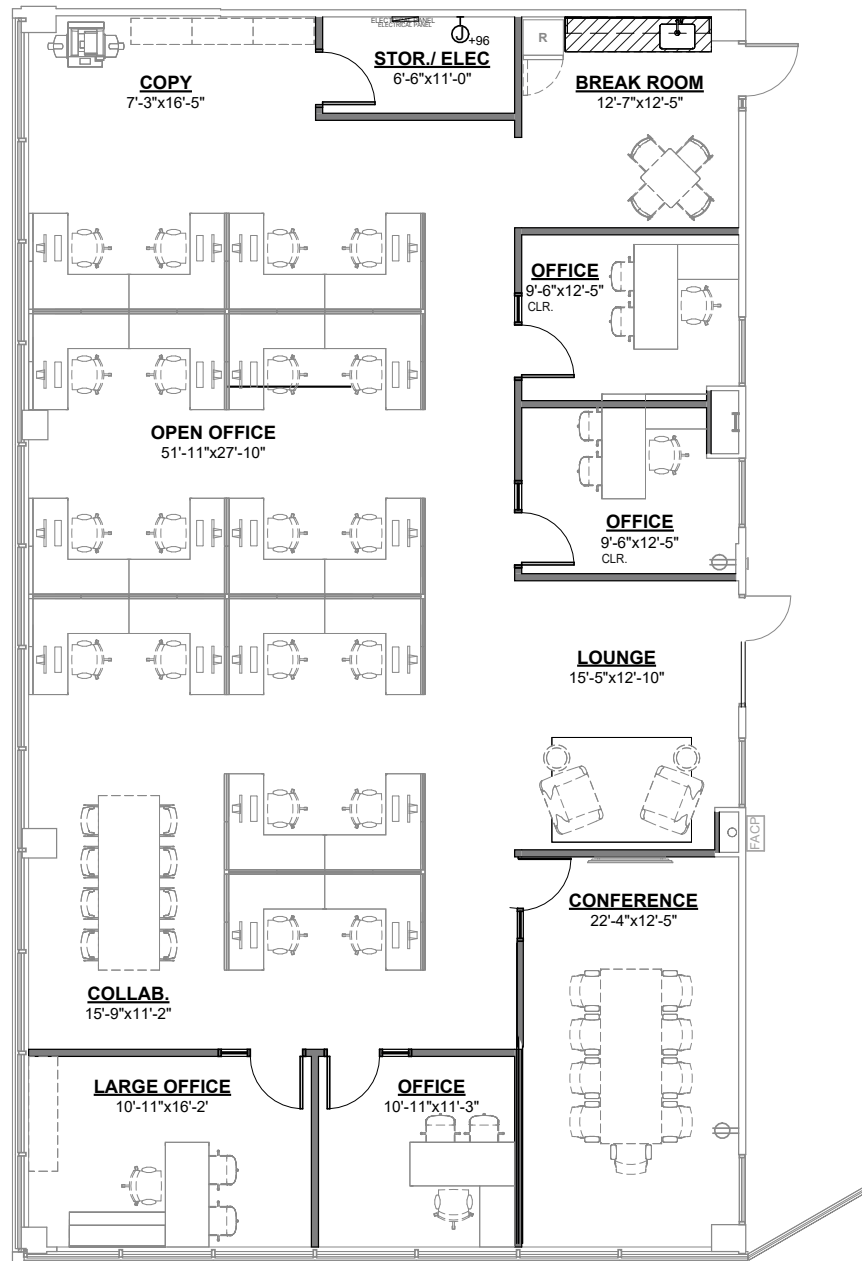 ELECTRICAL PANEL
ELECTRICAL PANEL
+96
STOR./ ELEC
6'-6"x11'-0"
COPY
7'-3"x16'-5"
R
BREAK ROOM
12'-7"x12'-5"
OFFICE
9'-6"x12'-5"
CLR.
OPEN OFFICE
51'-11"x27'-10"
OFFICE
9'-6"x12'-5"
CLR.
LOUNGE
15'-5"x12'-10"
FACP
CONFERENCE
22'-4"x12'-5"
COLLAB.
15'-9"x11'-2"
LARGE OFFICE
10'-11"x16'-2'
OFFICE
10'-11"x11'-3"